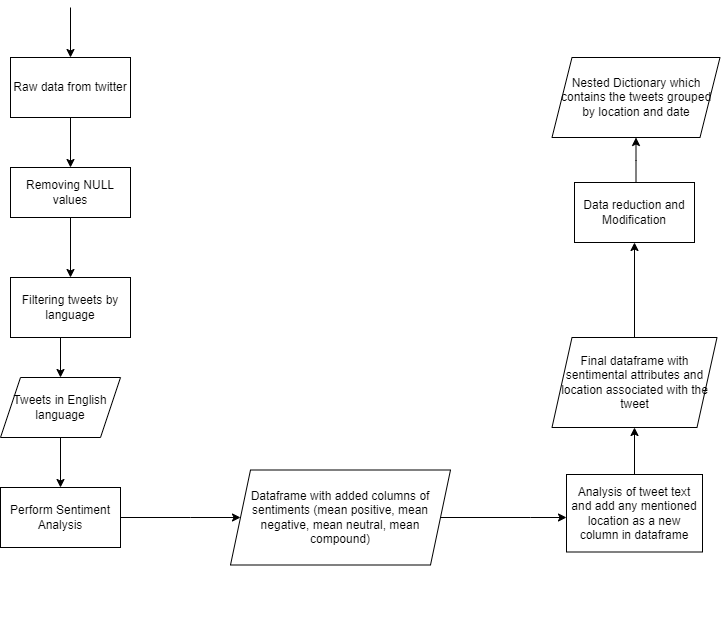 Raw data from twitter
Removing NULL
values
Filtering tweets by
language
Tweets in English
language
Perform Sentiment
Analysis
Dataframe with added columns of
sentiments (mean positive, mean
negative, mean neutral, mean
compound)
Analysis of tweet text
and add any mentioned
location as a new
column in dataframe
Final dataframe with
sentimental attributes and
location associated with the
tweet
Data reduction and
Modification
Nested Dictionary which
contains the tweets grouped
by location and date